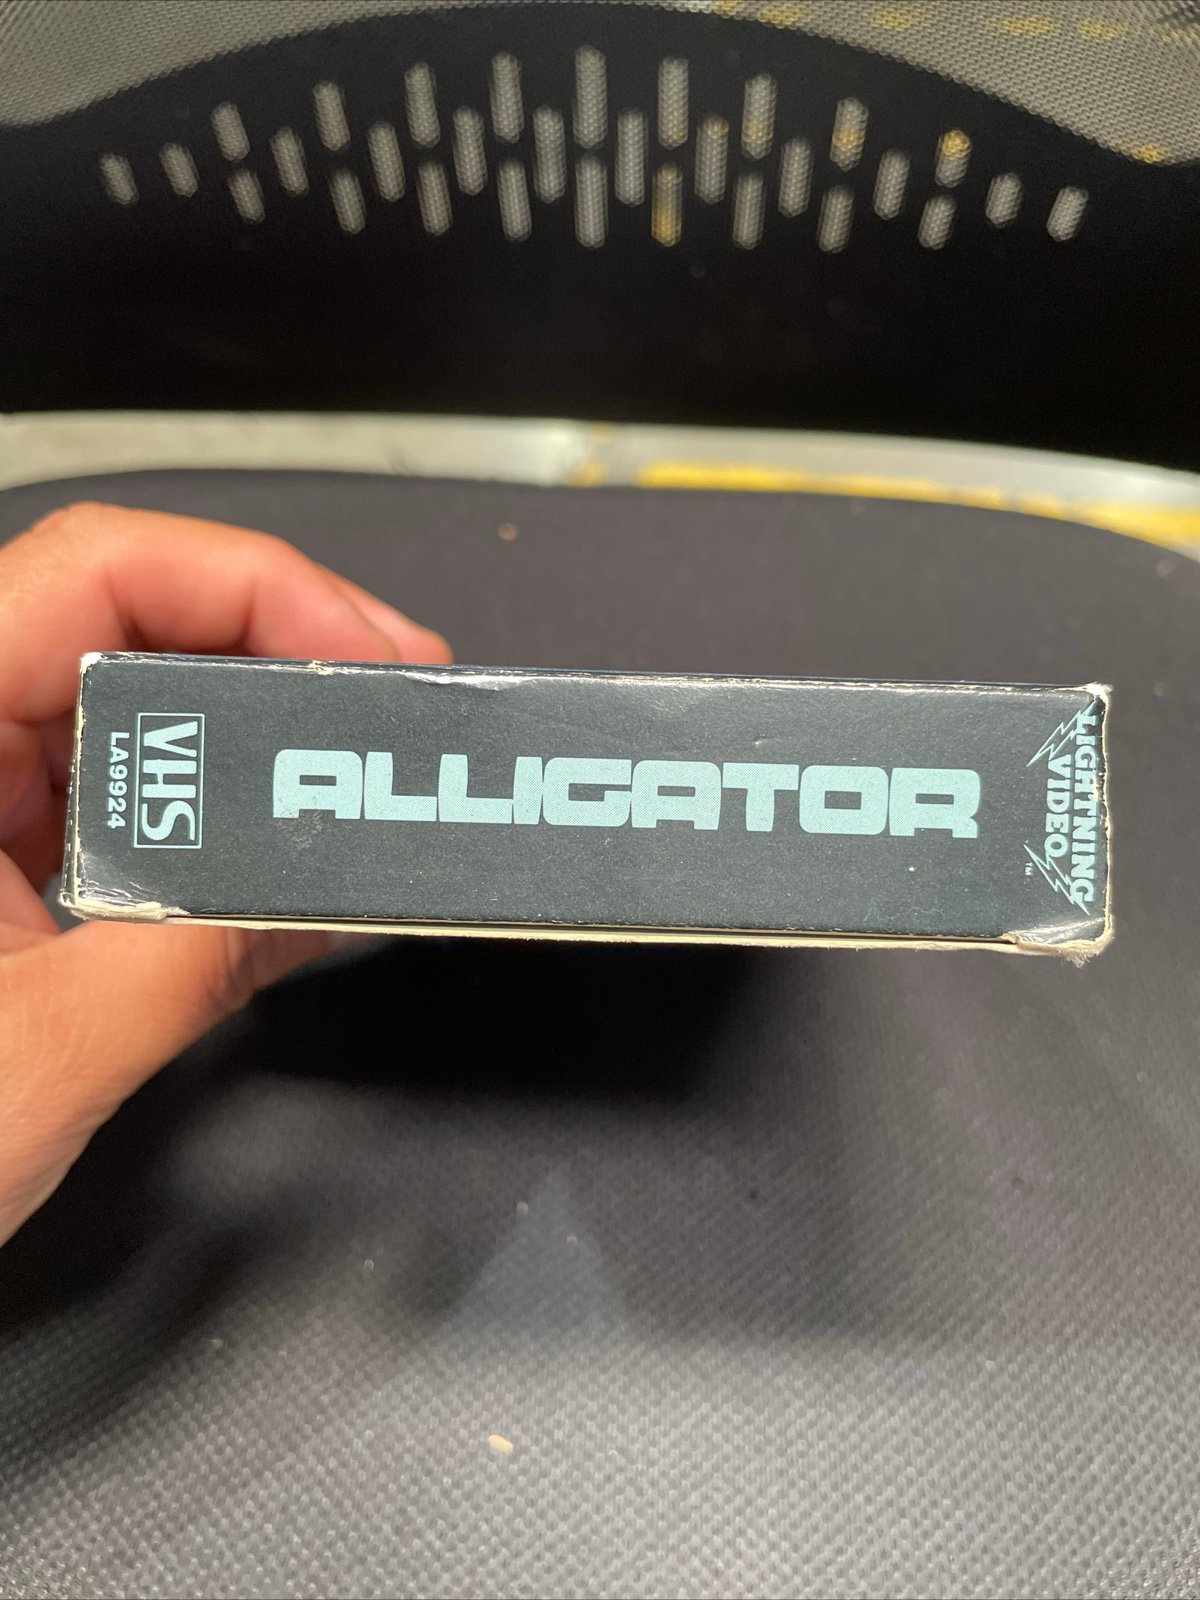 VHS
LA9924
ALLIGATOR
LIGHTNING
VIDEO
TM